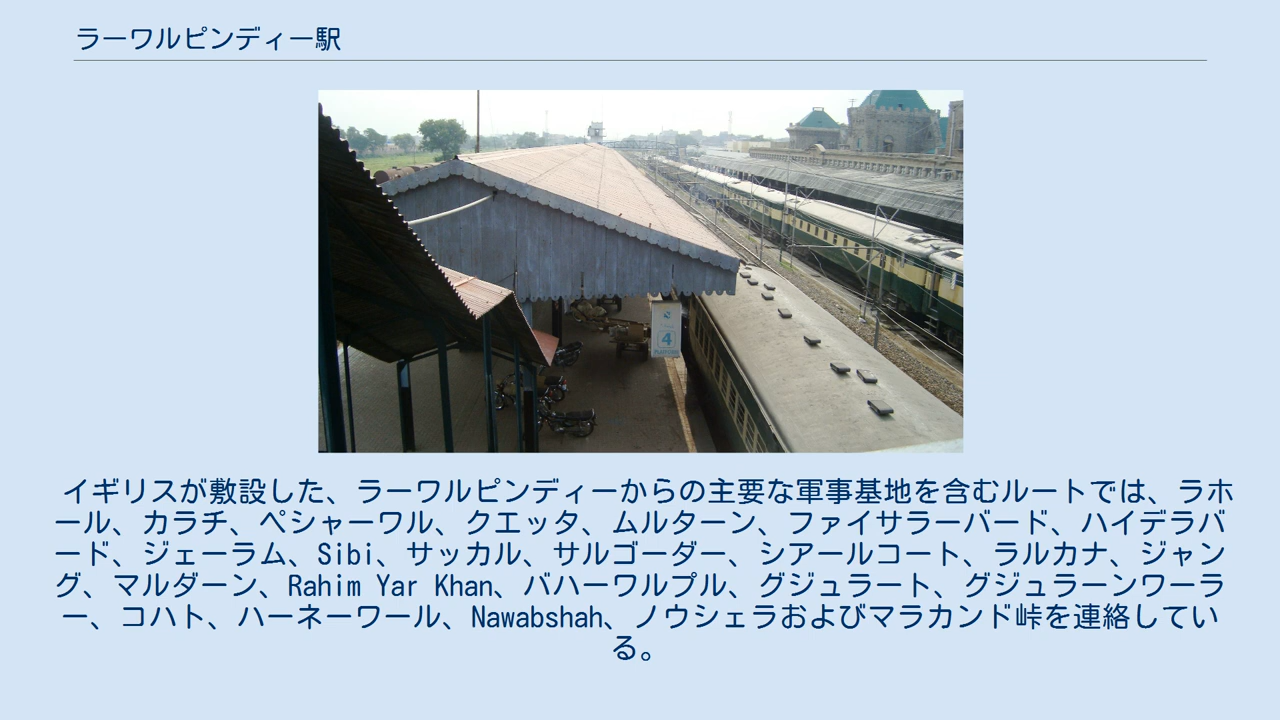 ラーワルピンディー駅
4
イギリスが敷設した、ラーワルピンディーからの主要な軍事基地を含むルートでは、ラホ
ール、カラチ、ペシャーワル、クエッタ、ムルターン、ファイサラーバード、ハイデラバ
ード、ジェーラム、Sibi、サッカル、サルゴーダー、シアールコート、ラルカナ、ジャン
グ、マルダーン、Rahim Yar Khan、バハーワルプル、グジュラート、グジュラーンワーラ
ー、コハト、ハーネーワール、Nawabshah、ノウシェラおよびマラカンド峠を連絡してい
る。